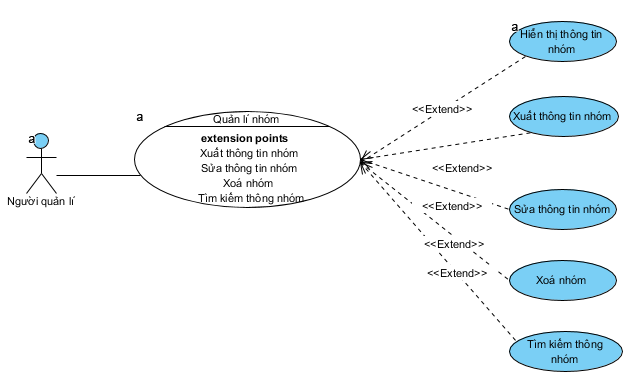 a
Hiển thị thông tin
nhóm
<<Extend>>
a
Quản lí nhóm
Xuất thông tin nhóm
extension points
Xuất thông tin nhóm
Sửa thông tin nhóm
Xoá nhóm
Tìm kiếm thông nhóm
a
Người quản lí
<<Extend>>
<<Extend>>
Sửa thông tin nhóm
<<Extend>>
<<Extend>>
Xoá nhóm
Tìm kiếm thông
nhóm